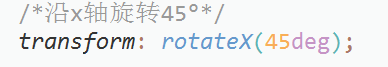 /*沿x轴旋转45°*/
transform: rotateX(45deg);